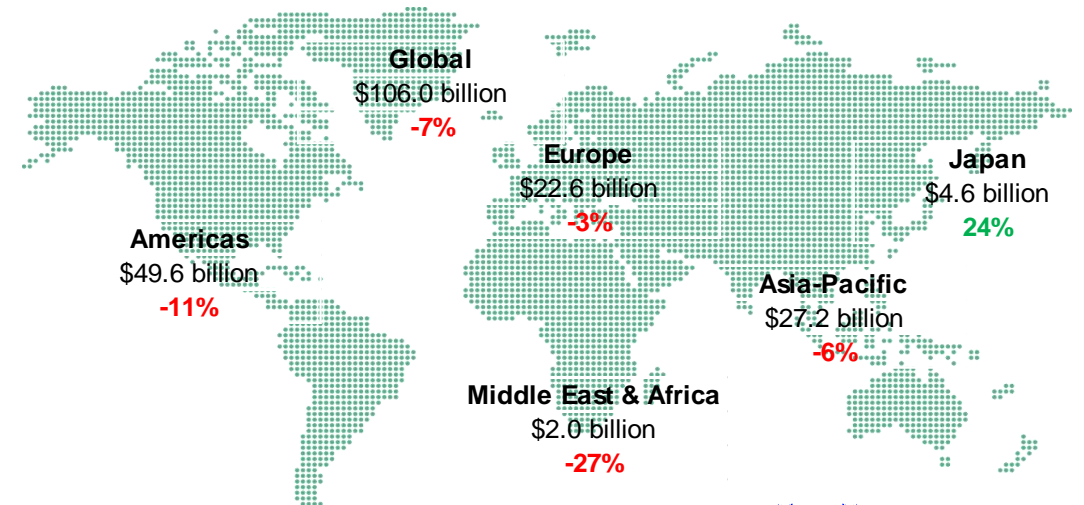 Global
$106.0 billion
-7%
Europe
$22.6 billion
-3%
Japan
$4.6 billion
24%
Americas
$49.6 billion
-11%
Asia-Pacific
$27.2 billion
-6%
Middle East & Africa
$2.0 billion
-27%